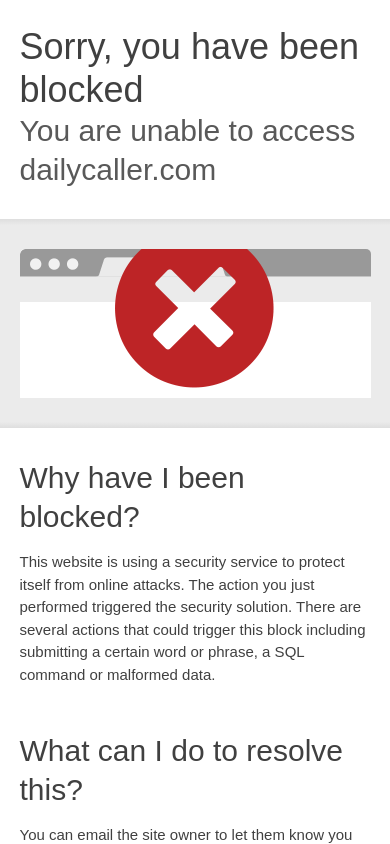 Sorry, you have been
blocked
You are unable to access
dailycaller.com
Why have I been
blocked?
This website is using a security service to protect
itself from online attacks. The action you just
performed triggered the security solution. There are
several actions that could trigger this block including
submitting a certain word or phrase, a SQL
command or malformed data.
What can I do to resolve
this?
You can email the site owner to let them know you